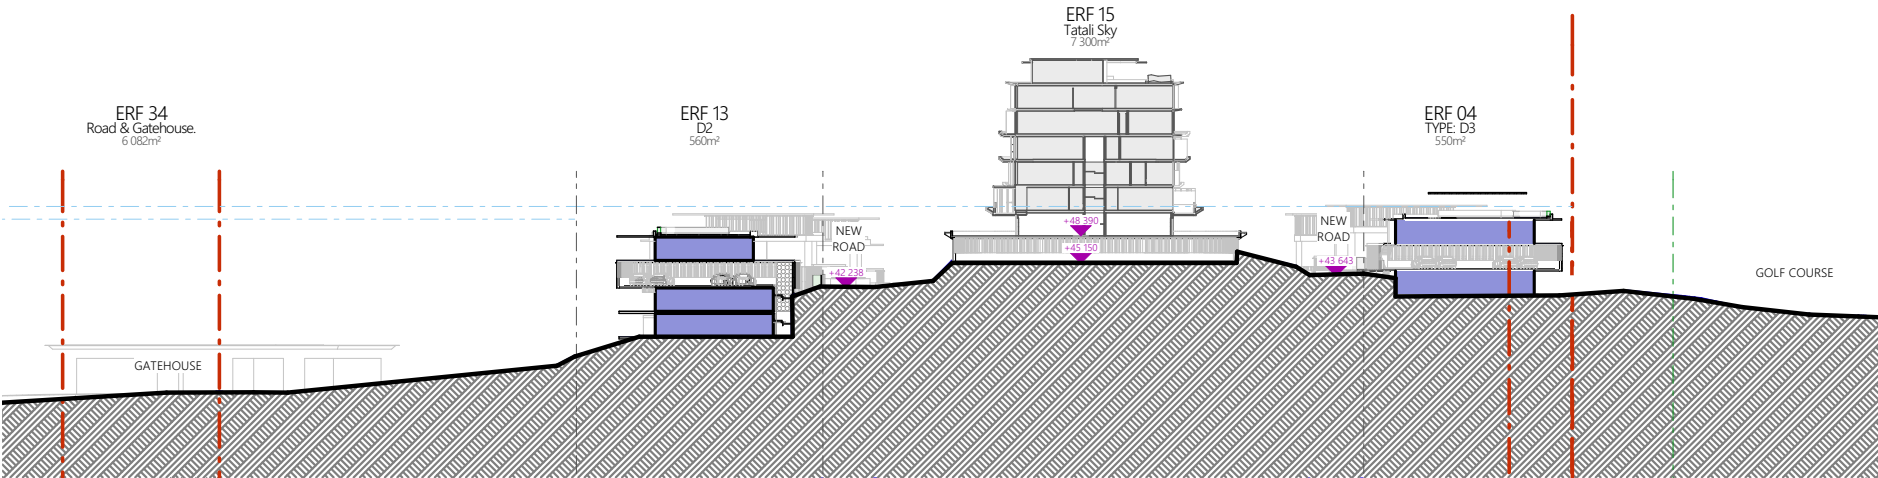 ERF 15
Tatali Sky
7 300m²
ERF 34
Road & Gatehouse.
6 082m²
ERF 13
D2
560m²
ERF 04
TYPE: D3
550m²
NEW
ROAD
+48 390
+45 150
NEW
ROAD
+42 238
+43 643
GOLF COURSE
GATEHOUSE